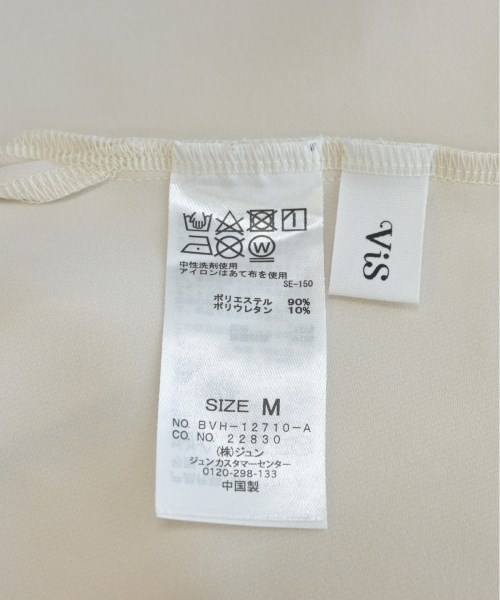 中性洗剤使用
アイロンはあて布を使用
SE-150
ポリエステル 90%
ポリウレタン 10%
SIZE M
NO. BVH-12710-A
CO. NO. 22830
(株)ジュン
ジュンカスタマーセンター
0120-298-133
中国製
ViS